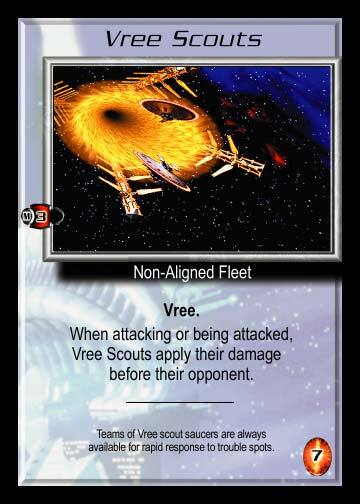 Vree Scouts
3
Non-Aligned Fleet
Vree.
When attacking or being attacked,
Vree Scouts apply their damage
before their opponent.
Teams of Vree scout saucers are always
available for rapid response to trouble spots.
7